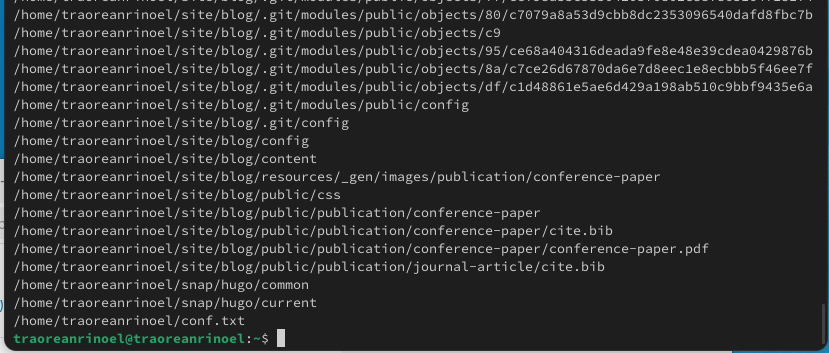 /home/traoreanrinoel/site/blog/.git/modules/public/objects/80/c7079a8a53d9cbb8dc2353096540dafd8fbc7b
/home/traoreanrinoel/site/blog/.git/modules/public/objects/c9
/home/traoreanrinoel/site/blog/.git/modules/public/objects/95/ce68a404316deada9fe8e48e39cdea0429876b
/home/traoreanrinoel/site/blog/.git/modules/public/objects/8a/c7ce26d67870da6e7d8eec1e8ecbbb5f46ee7f
/home/traoreanrinoel/site/blog/.git/modules/public/objects/df/c1d48861e5ae6d429a198ab510c9bbf9435e6a
/home/traoreanrinoel/site/blog/.git/modules/public/config
/home/traoreanrinoel/site/blog/.git/config
/home/traoreanrinoel/site/blog/config
/home/traoreanrinoel/site/blog/content
/home/traoreanrinoel/site/blog/resources/_gen/images/publication/conference-paper
/home/traoreanrinoel/site/blog/public/css
/home/traoreanrinoel/site/blog/public/publication/conference-paper
/home/traoreanrinoel/site/blog/public/publication/conference-paper/cite.bib
/home/traoreanrinoel/site/blog/public/publication/conference-paper/conference-paper.pdf
/home/traoreanrinoel/site/blog/public/publication/journal-article/cite.bib
/home/traoreanrinoel/snap/hugo/common
/home/traoreanrinoel/snap/hugo/current
/home/traoreanrinoel/conf.txt
traoreanrinoel@traoreanrinoel:~$